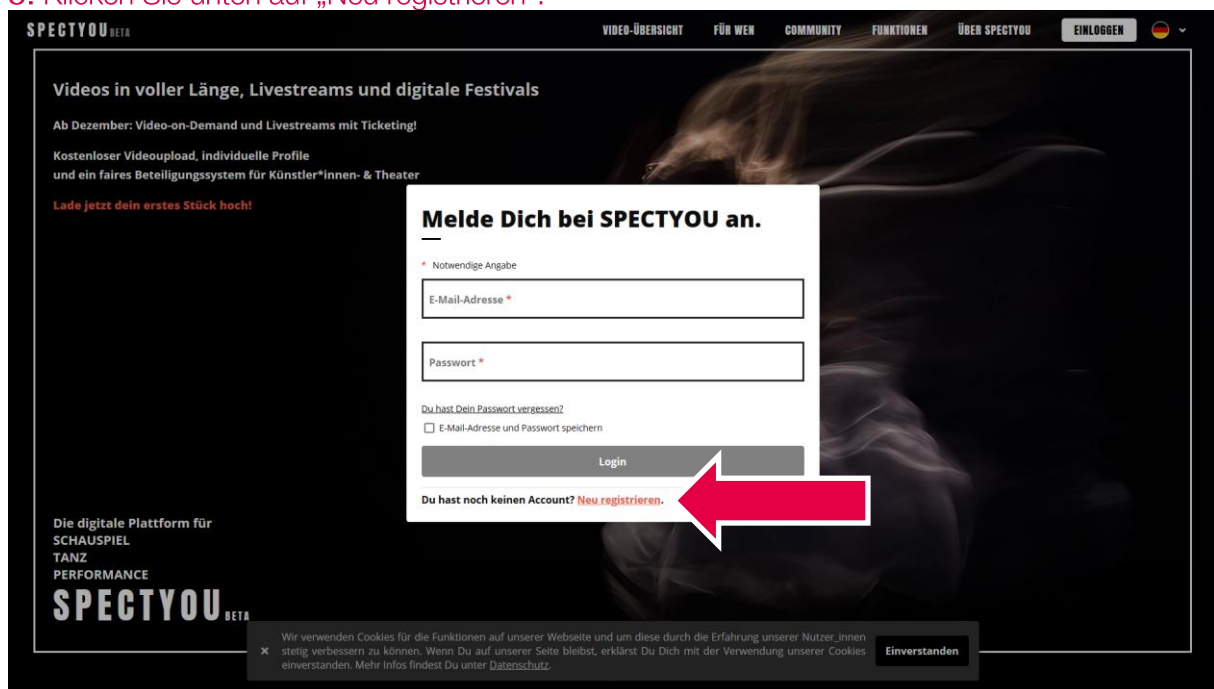 3. Klicken Sie unten auf „Neu registrieren“.
SPECTYOU BETA
VIDEO-ÜBERSICHT FÜR WEN COMMUNITY FUNKTIONEN ÜBER SPECTYOU EINLOGGEN
Videos in voller Länge, Livestreams und digitale Festivals
Ab Dezember: Video-on-Demand und Livestreams mit Ticketing!
Kostenloser Videoupload, individuelle Profile
und ein faires Beteiligungssystem für Künstler*innen- & Theater
Lade jetzt dein erstes Stück hoch!
Melde Dich bei SPECTYOU an.
* Notwendige Angabe
E-Mail-Adresse *
Passwort *
Du hast Dein Passwort vergessen?
E-Mail-Adresse und Passwort speichern
Login
Du hast noch keinen Account? Neu registrieren.
Die digitale Plattform für
SCHAUSPIEL
TANZ
PERFORMANCE
SPECTYOU BETA
Wir verwenden Cookies für die Funktionen auf unserer Webseite und um diese durch die Erfahrung unserer Nutzer_innen
× stetig verbessern zu können. Wenn Du auf unserer Seite bleibst, erklärst Du Dich mit der Verwendung unserer Cookies
einverstanden. Mehr Infos findest Du unter Datenschutz.
Einverstanden